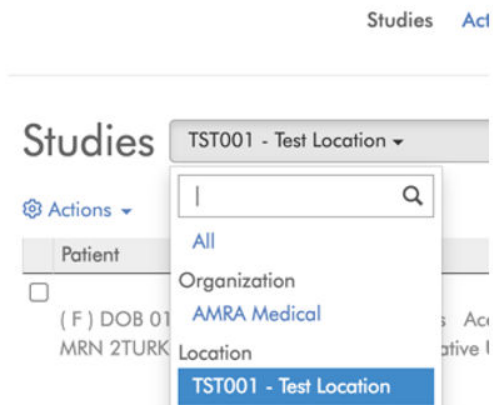 Studies Act
Studies TST001 - Test Location
Actions
All
Patient
Organization
(F) DOB 01 AMRA Medical
MRN 2TURK Location
TST001 - Test Location